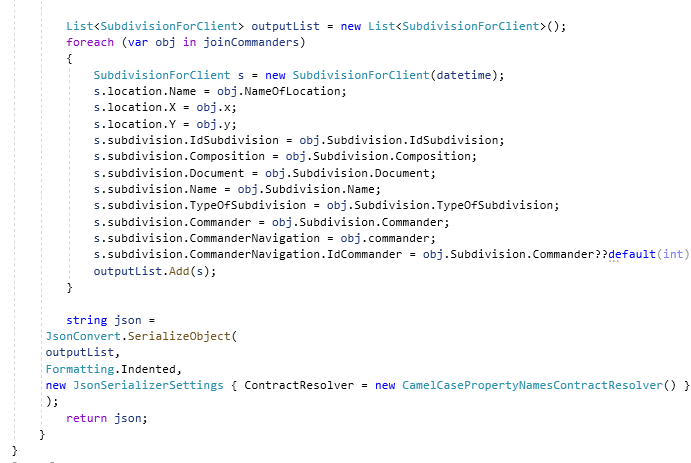 List<SubdivisionForClient> outputList = new List<SubdivisionForClient>();
foreach (var obj in joinCommanders)
{
SubdivisionForClient s = new SubdivisionForClient(datetime);
s.location.Name = obj.NameOfLocation;
s.location.X = obj.x;
s.location.Y = obj.y;
s.subdivision.IdSubdivision = obj.Subdivision.IdSubdivision;
s.subdivision.Composition = obj.Subdivision.Composition;
s.subdivision.Document = obj.Subdivision.Document;
s.subdivision.Name = obj.Subdivision.Name;
s.subdivision.TypeOfSubdivision = obj.Subdivision.TypeOfSubdivision;
s.subdivision.Commander = obj.Subdivision.Commander;
s.subdivision.CommanderNavigation = obj.commander;
s.subdivision.CommanderNavigation.IdCommander = obj.Subdivision.Commander??default(int)
outputList.Add(s);
}
string json =
JsonConvert.SerializeObject(
outputList,
Formatting.Indented,
new JsonSerializerSettings { ContractResolver = new CamelCasePropertyNamesContractResolver() }
);
return json;
}
}